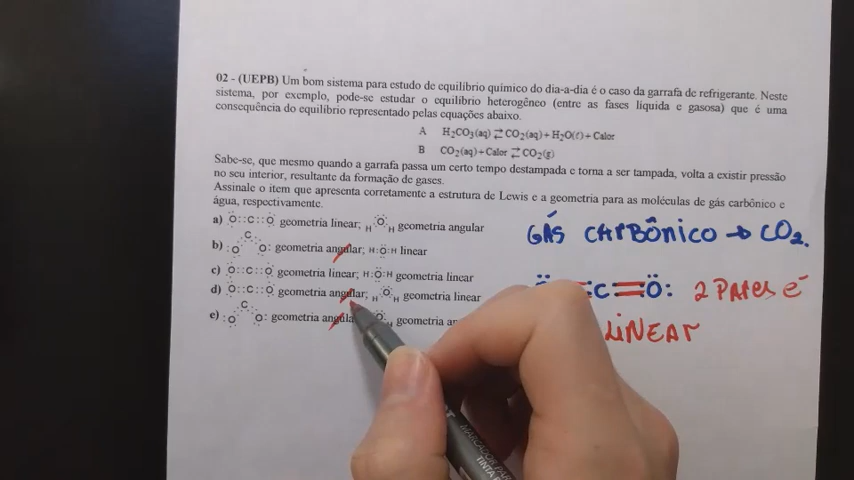 02 - (UEPB) Um bom sistema para estudo de equilíbrio químico do dia-a-dia é o caso da garrafa de refrigerante. Neste
sistema, por exemplo, pode-se estudar o equilíbrio heterogêneo (entre as fases líquida e gasosa) que é uma
consequência do equilíbrio representado pelas equações abaixo.
A H₂CO₃(aq) ⇄ CO₂(aq) + H₂O(ℓ) + Calor
B CO₂(aq) + Calor ⇄ CO₂(g)
Sabe-se, que mesmo quando a garrafa passa um certo tempo destampada e torna a ser tampada, volta a existir pressão
no seu interior, resultante da formação de gases.
Assinale o item que apresenta corretamente a estrutura de Lewis e a geometria para as moléculas de gás carbônico e
água, respectivamente.
a) Ö::C::Ö geometria linear; H Ö H geometria angular
GÁS CARBÔNICO → CO₂.
b) :O C O: geometria angular; H:Ö:H linear
c) Ö::C::Ö geometria linear; H:Ö:H geometria linear
d) Ö::C::Ö geometria angular; H Ö H geometria linear
C=Ö: 2 PARES e⁻
e) :O C O: geometria
LINEAR